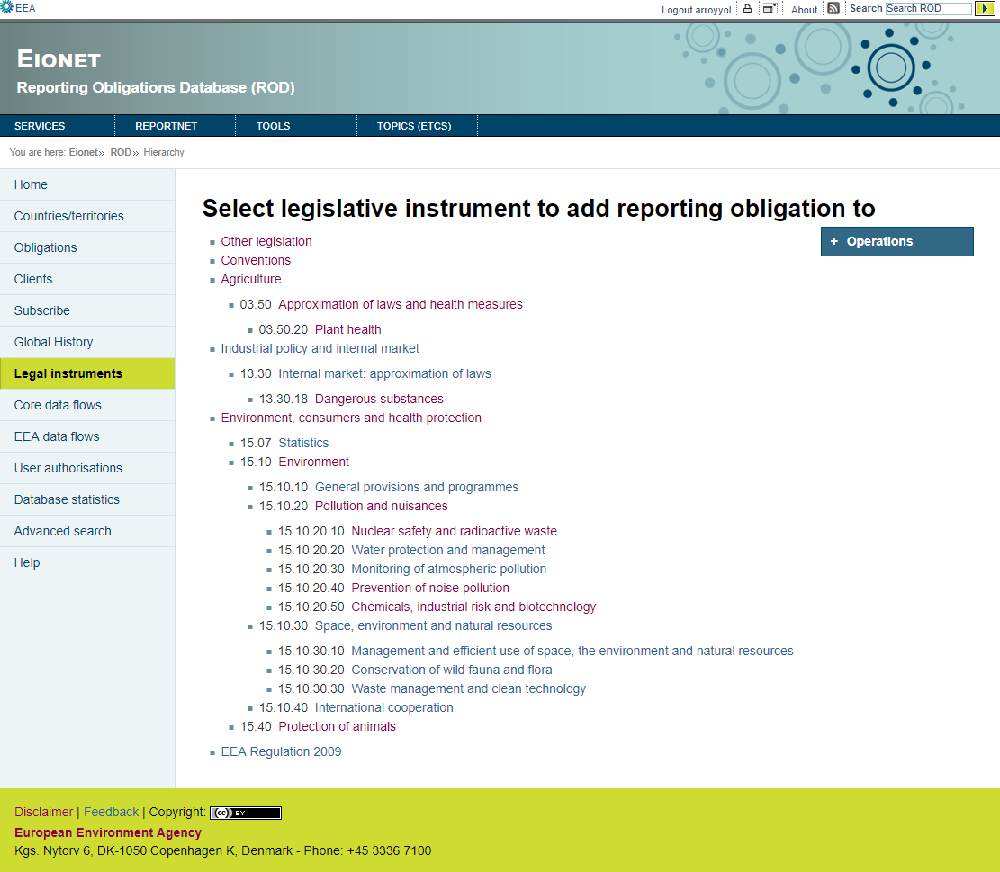 EEA
Logout arroyyol
About
Search
Search ROD
EIONET
Reporting Obligations Database (ROD)
SERVICES
REPORTNET
TOOLS
TOPICS (ETCS)
You are here: Eionet» ROD» Hierarchy
Home
Countries/territories
Obligations
Clients
Subscribe
Global History
Legal instruments
Core data flows
EEA data flows
User authorisations
Database statistics
Advanced search
Help
Select legislative instrument to add reporting obligation to
+ Operations
Other legislation
Conventions
Agriculture
03.50 Approximation of laws and health measures
03.50.20 Plant health
Industrial policy and internal market
13.30 Internal market: approximation of laws
13.30.18 Dangerous substances
Environment, consumers and health protection
15.07 Statistics
15.10 Environment
15.10.10 General provisions and programmes
15.10.20 Pollution and nuisances
15.10.20.10 Nuclear safety and radioactive waste
15.10.20.20 Water protection and management
15.10.20.30 Monitoring of atmospheric pollution
15.10.20.40 Prevention of noise pollution
15.10.20.50 Chemicals, industrial risk and biotechnology
15.10.30 Space, environment and natural resources
15.10.30.10 Management and efficient use of space, the environment and natural resources
15.10.30.20 Conservation of wild fauna and flora
15.10.30.30 Waste management and clean technology
15.10.40 International cooperation
15.40 Protection of animals
EEA Regulation 2009
Disclaimer | Feedback | Copyright: (cc) BY
European Environment Agency
Kgs. Nytorv 6, DK-1050 Copenhagen K, Denmark - Phone: +45 3336 7100